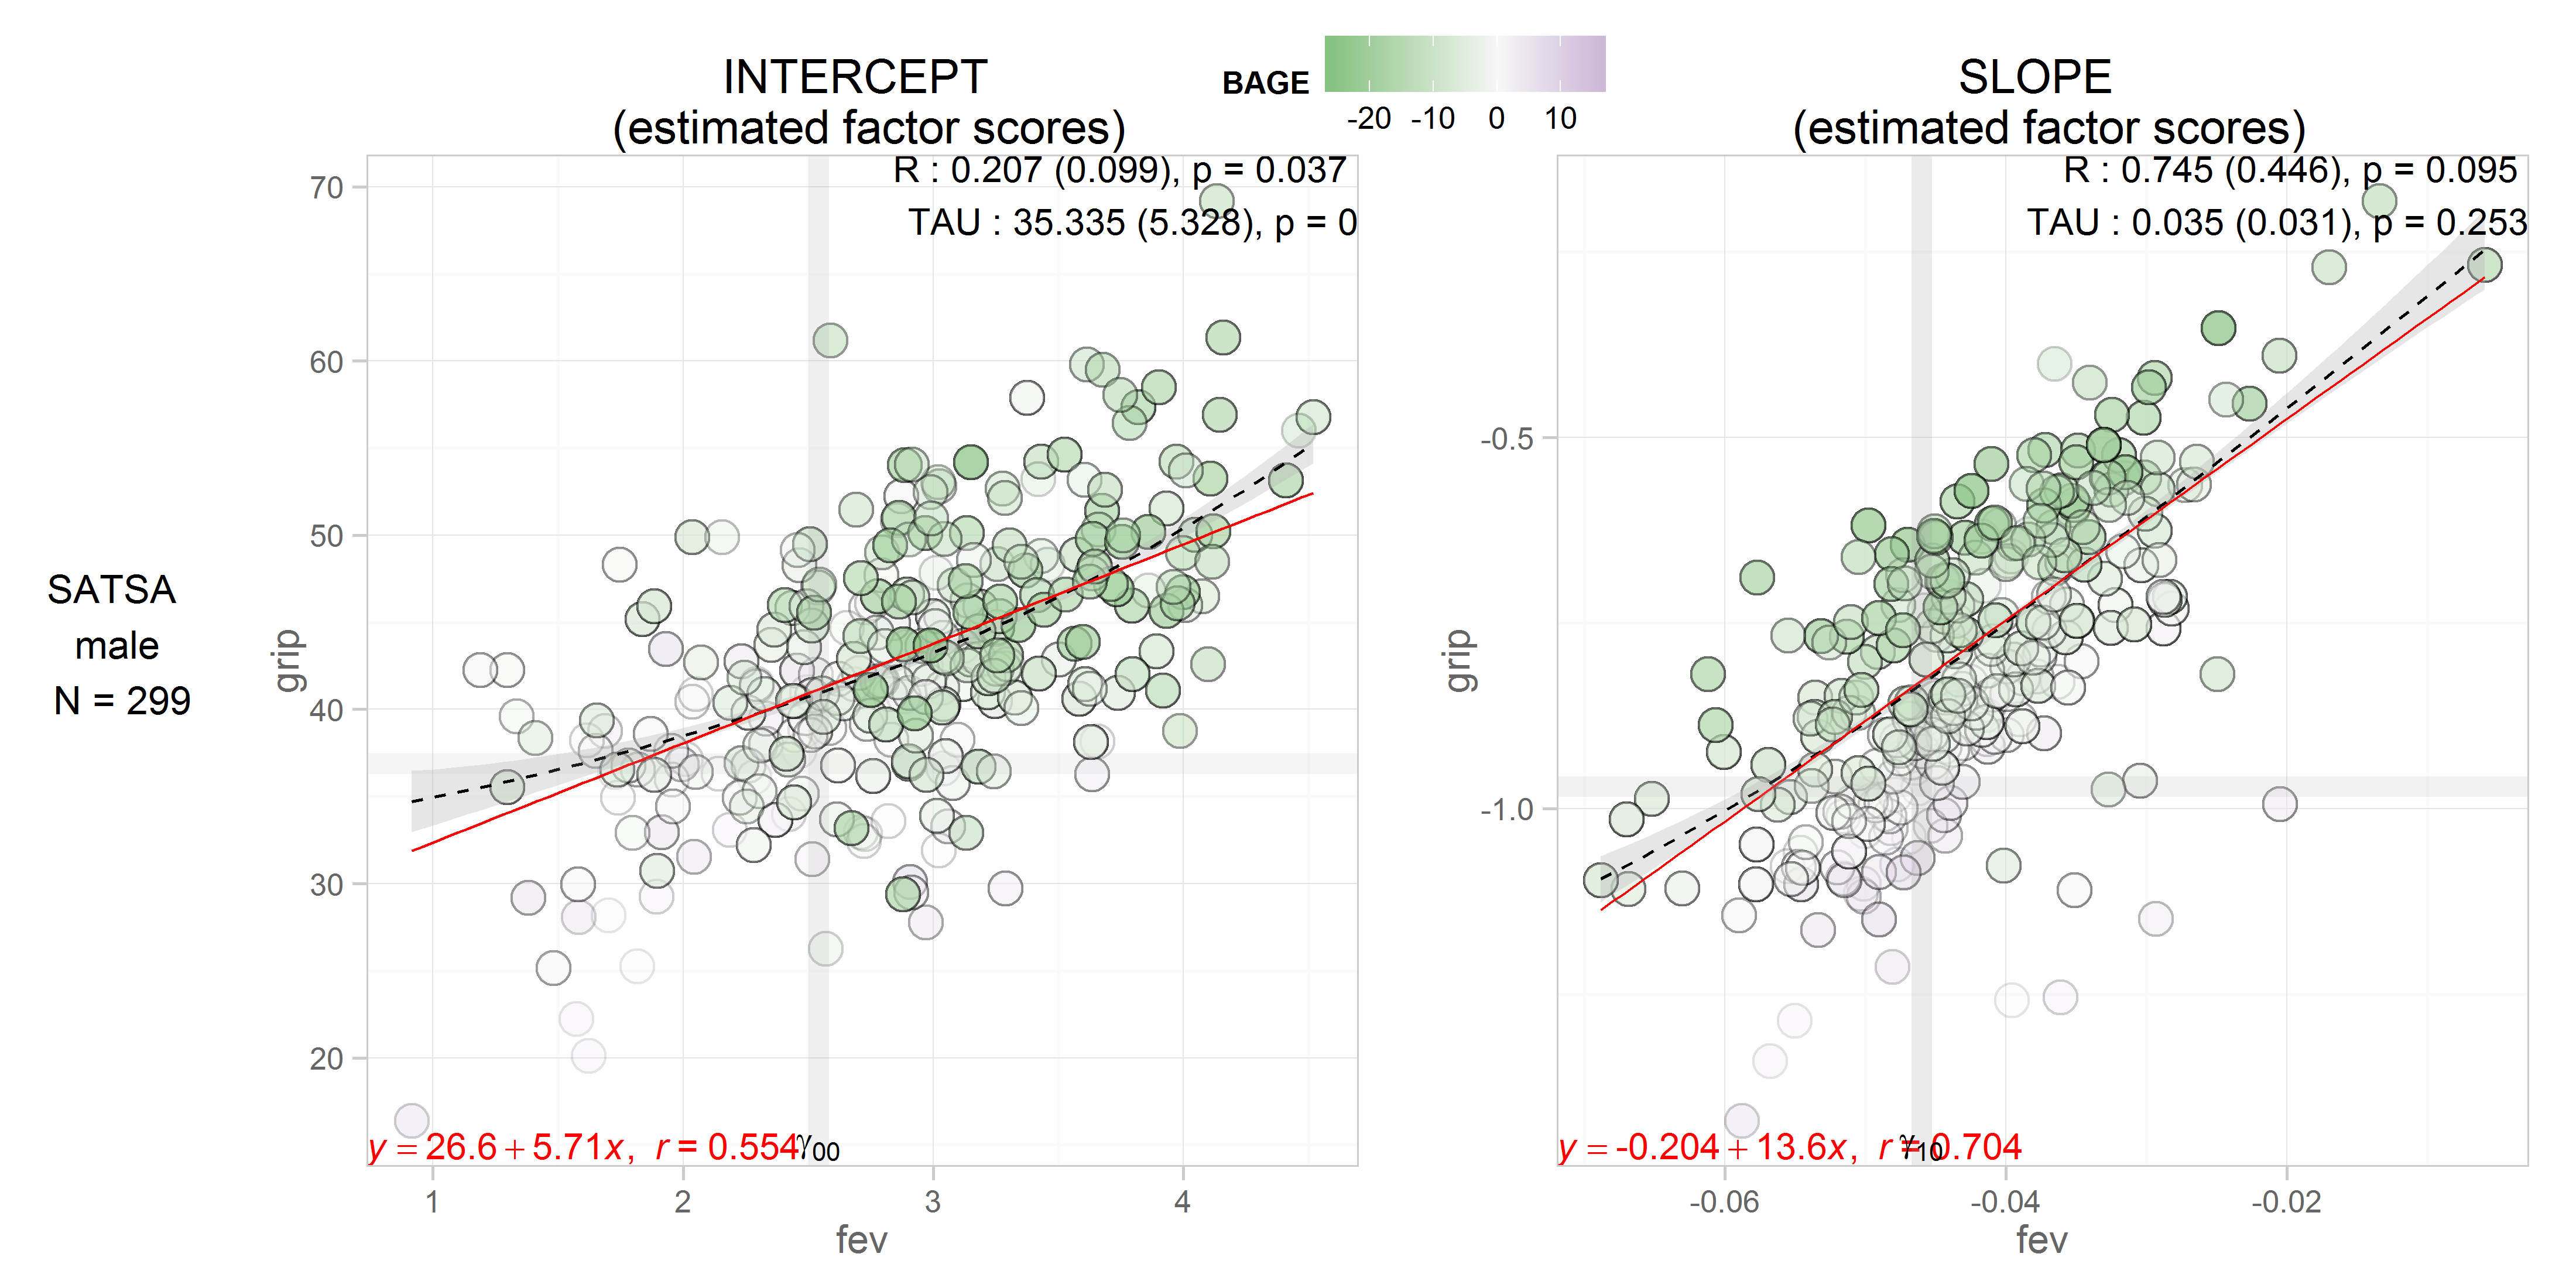 INTERCEPT
(estimated factor scores)
BAGE
-20 -10 0 10
SLOPE
(estimated factor scores)
R : 0.207 (0.099), p = 0.037
TAU : 35.335 (5.328), p = 0
R : 0.745 (0.446), p = 0.095
TAU : 0.035 (0.031), p = 0.253
SATSA
male
N = 299
grip
70
60
50
40
30
20
y = 26.6 + 5.71x, r = 0.554
γ00
1 2 3 4
fev
grip
-0.5
-1.0
y = -0.204 + 13.6x, r = 0.704
γ10
-0.06 -0.04 -0.02
fev